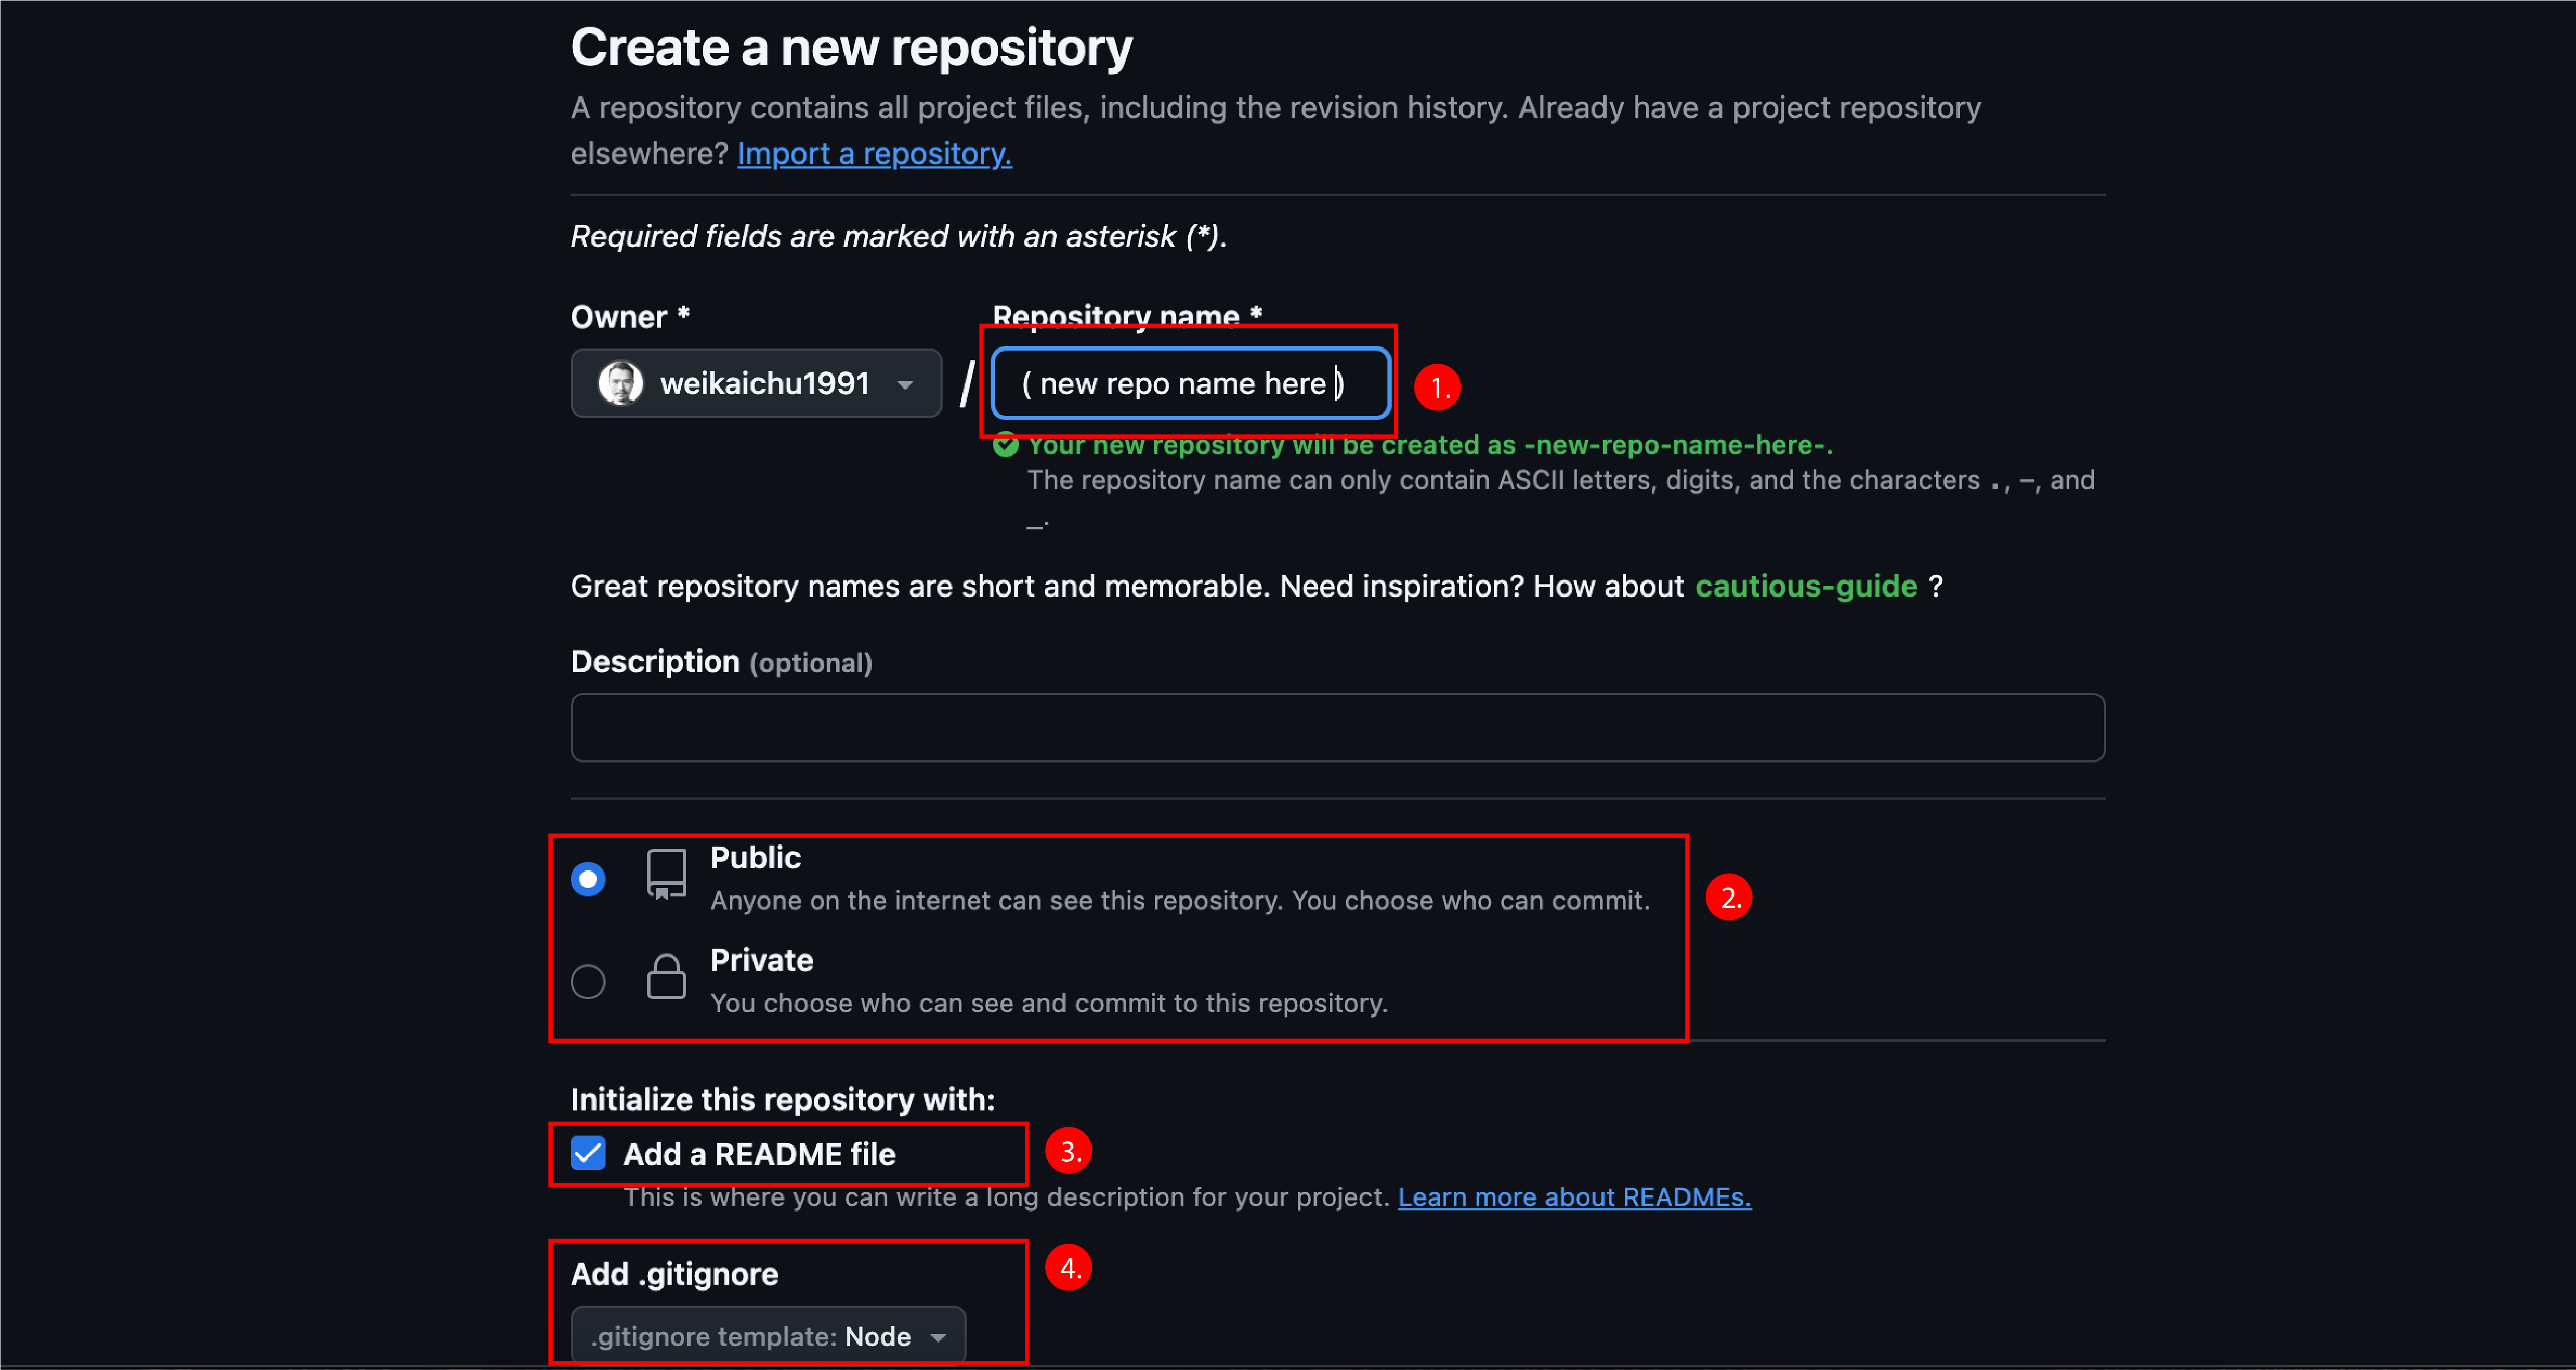 Create a new repository
A repository contains all project files, including the revision history. Already have a project repository
elsewhere? Import a repository.
Required fields are marked with an asterisk (*).
Owner * Repository name *
weikaichu1991 / ( new repo name here ) 1.
Your new repository will be created as -new-repo-name-here-.
The repository name can only contain ASCII letters, digits, and the characters ., -, and
_.
Great repository names are short and memorable. Need inspiration? How about cautious-guide ?
Description (optional)
Public
Anyone on the internet can see this repository. You choose who can commit. 2.
Private
You choose who can see and commit to this repository.
Initialize this repository with:
Add a README file 3.
This is where you can write a long description for your project. Learn more about READMEs.
Add .gitignore 4.
.gitignore template: Node